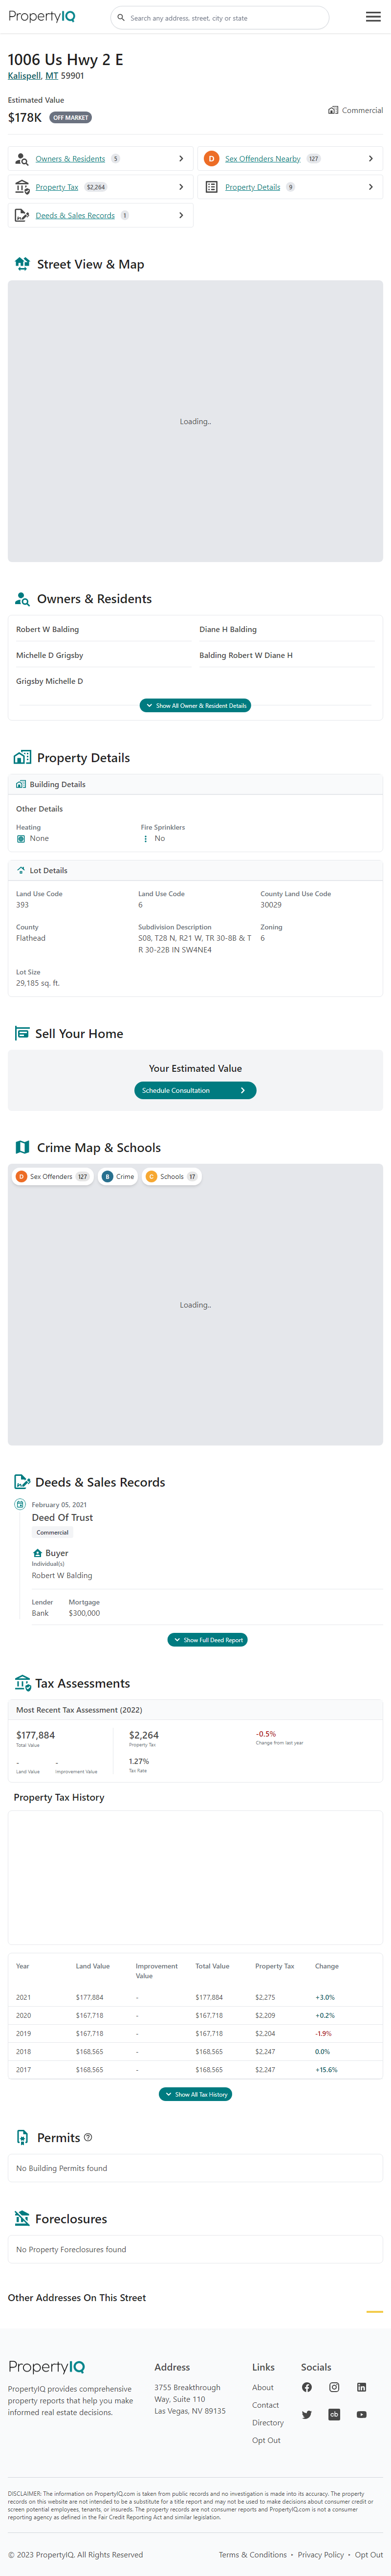 PropertyIQ
Search any address, street, city or state
1006 Us Hwy 2 E
Kalispell, MT 59901
Estimated Value
$178K OFF MARKET
Commercial
Owners & Residents 5
D Sex Offenders Nearby 127
Property Tax $2,264
Property Details 9
Deeds & Sales Records 1
Street View & Map
Loading..
Owners & Residents
Robert W Balding
Diane H Balding
Michelle D Grigsby
Balding Robert W Diane H
Grigsby Michelle D
Show All Owner & Resident Details
Property Details
Building Details
Other Details
Heating
None
Fire Sprinklers
No
Lot Details
Land Use Code
393
Land Use Code
6
County Land Use Code
30029
County
Flathead
Subdivision Description
S08, T28 N, R21 W, TR 30-8B & T
R 30-22B IN SW4NE4
Zoning
6
Lot Size
29,185 sq. ft.
Sell Your Home
Your Estimated Value
Schedule Consultation
Crime Map & Schools
D Sex Offenders 127
B Crime
C Schools 17
Loading..
Deeds & Sales Records
February 05, 2021
Deed Of Trust
Commercial
Buyer
Individual(s)
Robert W Balding
Lender
Bank
Mortgage
$300,000
Show Full Deed Report
Tax Assessments
Most Recent Tax Assessment (2022)
$177,884
Total Value
-
Land Value
-
Improvement Value
$2,264
Property Tax
1.27%
Tax Rate
-0.5%
Change from last year
Property Tax History
Year Land Value Improvement Value Total Value Property Tax Change
2021 $177,884 - $177,884 $2,275 +3.0%
2020 $167,718 - $167,718 $2,209 +0.2%
2019 $167,718 - $167,718 $2,204 -1.9%
2018 $168,565 - $168,565 $2,247 0.0%
2017 $168,565 - $168,565 $2,247 +15.6%
Show All Tax History
Permits
No Building Permits found
Foreclosures
No Property Foreclosures found
Other Addresses On This Street
PropertyIQ
PropertyIQ provides comprehensive
property reports that help you make
informed real estate decisions.
Address
3755 Breakthrough
Way, Suite 110
Las Vegas, NV 89135
Links
About
Contact
Directory
Opt Out
Socials
cb
DISCLAIMER: The information on PropertyIQ.com is taken from public records and no investigation is made into its accuracy. The property
records on this website are not intended to be a substitute for a title report and may not be used to make decisions about consumer credit or
screen potential employees, tenants, or insureds. The property records are not consumer reports and PropertyIQ.com is not a consumer
reporting agency as defined in the Fair Credit Reporting Act and similar legislation.
© 2023 PropertyIQ. All Rights Reserved
Terms & Conditions • Privacy Policy • Opt Out